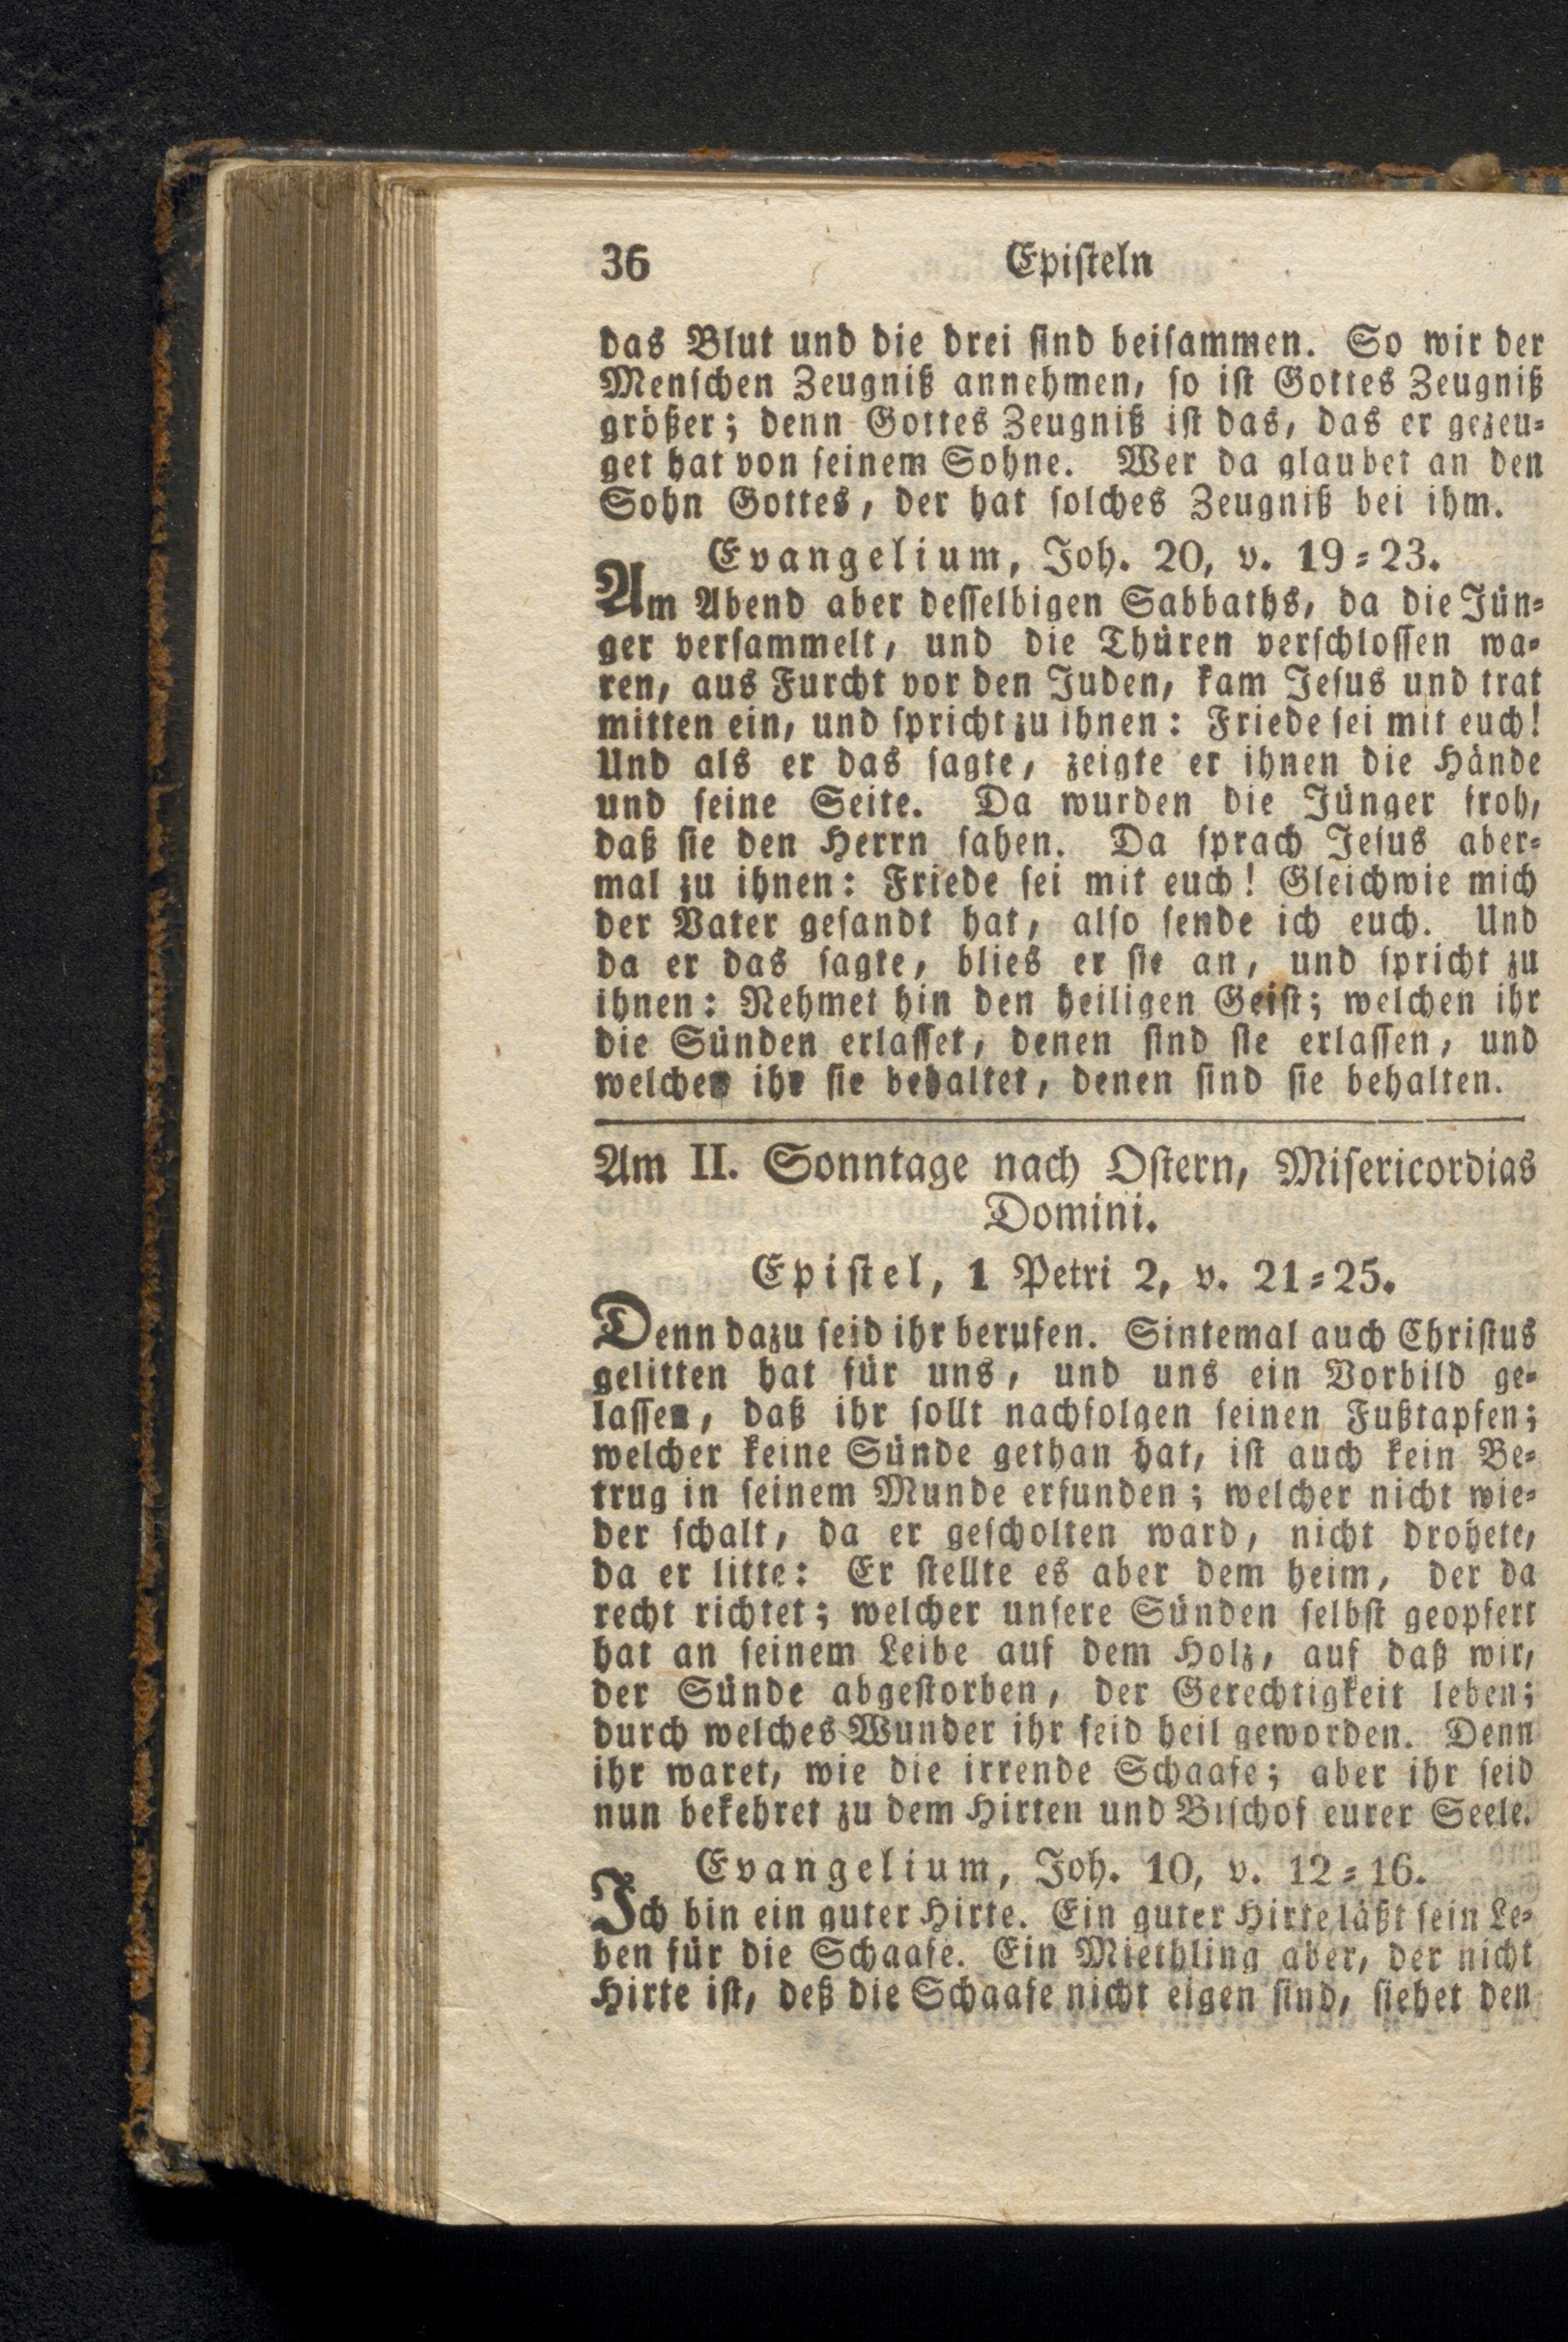 36 Epiſteln
das Blut und die drei ſind beiſammen. So wir der
Menſchen Zeugniß annehmen, ſo iſt Gottes Zeugniß
größer; denn Gottes Zeugniß iſt das, das er gezeu⸗
get hat von ſeinem Sohne. Wer da glaubet an den
Sohn Gottes, der hat ſolches Zeugniß bei ihm.
Evangelium, Joh. 20, v. 19⸗23.
Am Abend aber deſſelbigen Sabbaths, da die Jün⸗
ger verſammelt, und die Thüren verſchloſſen wa⸗
ren, aus Furcht vor den Juden, kam Jeſus und trat
mitten ein, und ſpricht zu ihnen: Friede ſei mit euch!
Und als er das ſagte, zeigte er ihnen die Hände
und ſeine Seite. Da wurden die Jünger froh,
daß ſie den Herrn ſahen. Da ſprach Jeſus aber⸗
mal zu ihnen: Friede ſei mit euch! Gleichwie mich
der Vater geſandt hat, alſo ſende ich euch. Und
da er das ſagte, blies er ſie an, und ſpricht zu
ihnen: Nehmet hin den heiligen Geiſt; welchen ihr
die Sünden erlaſſet, denen ſind ſie erlaſſen, und
welchen ihr ſie behaltet, denen ſind ſie behalten.
Am II. Sonntage nach Oſtern, Miſericordias
Domini.
Epiſtel, 1 Petri 2, v. 21⸗25.
Denn dazu ſeid ihr berufen. Sintemal auch Chriſtus
gelitten hat für uns, und uns ein Vorbild ge⸗
laſſen, daß ihr ſollt nachfolgen ſeinen Fußtapfen;
welcher keine Sünde gethan hat, iſt auch kein Be⸗
trug in ſeinem Munde erfunden; welcher nicht wie⸗
der ſchalt, da er geſcholten ward, nicht drohete,
da er litte: Er ſtellte es aber dem heim, der da
recht richtet; welcher unſere Sünden ſelbſt geopfert
hat an ſeinem Leibe auf dem Holz, auf daß wir,
der Sünde abgeſtorben, der Gerechtigkeit leben;
durch welches Wunder ihr ſeid heil geworden. Denn
ihr waret, wie die irrende Schaafe; aber ihr ſeid
nun bekehret zu dem Hirten und Biſchof eurer Seele.
Evangelium, Joh. 10, v. 12⸗16.
Ich bin ein guter Hirte. Ein guter Hirte läßt ſein Le⸗
ben für die Schaafe. Ein Miethling aber, der nicht
Hirte iſt, deß die Schaafe nicht eigen ſind, ſiehet den